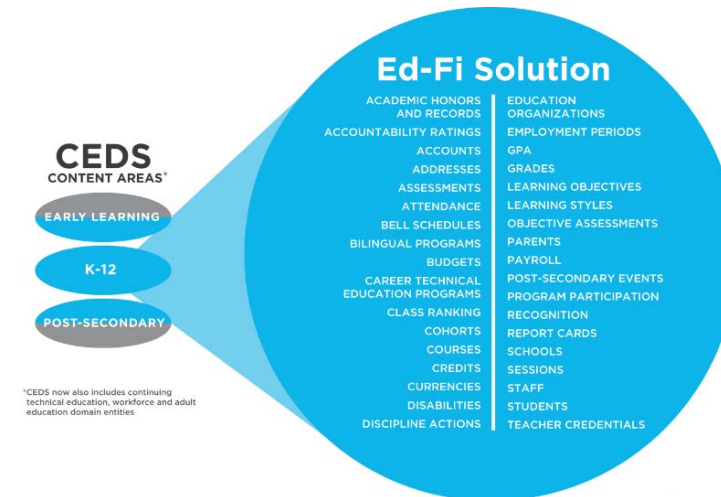 Ed-Fi Solution
CEDS
CONTENT AREAS*
EARLY LEARNING
K-12
POST-SECONDARY
*CEDS now also includes continuing
technical education, workforce and adult
education domain entities
ACADEMIC HONORS
AND RECORDS
ACCOUNTABILITY RATINGS
ACCOUNTS
ADDRESSES
ASSESSMENTS
ATTENDANCE
BELL SCHEDULES
BILINGUAL PROGRAMS
BUDGETS
CAREER TECHNICAL
EDUCATION PROGRAMS
CLASS RANKING
COHORTS
COURSES
CREDITS
CURRENCIES
DISABILITIES
DISCIPLINE ACTIONS
EDUCATION
ORGANIZATIONS
EMPLOYMENT PERIODS
GPA
GRADES
LEARNING OBJECTIVES
LEARNING STYLES
OBJECTIVE ASSESSMENTS
PARENTS
PAYROLL
POST-SECONDARY EVENTS
PROGRAM PARTICIPATION
RECOGNITION
REPORT CARDS
SCHOOLS
SESSIONS
STAFF
STUDENTS
TEACHER CREDENTIALS